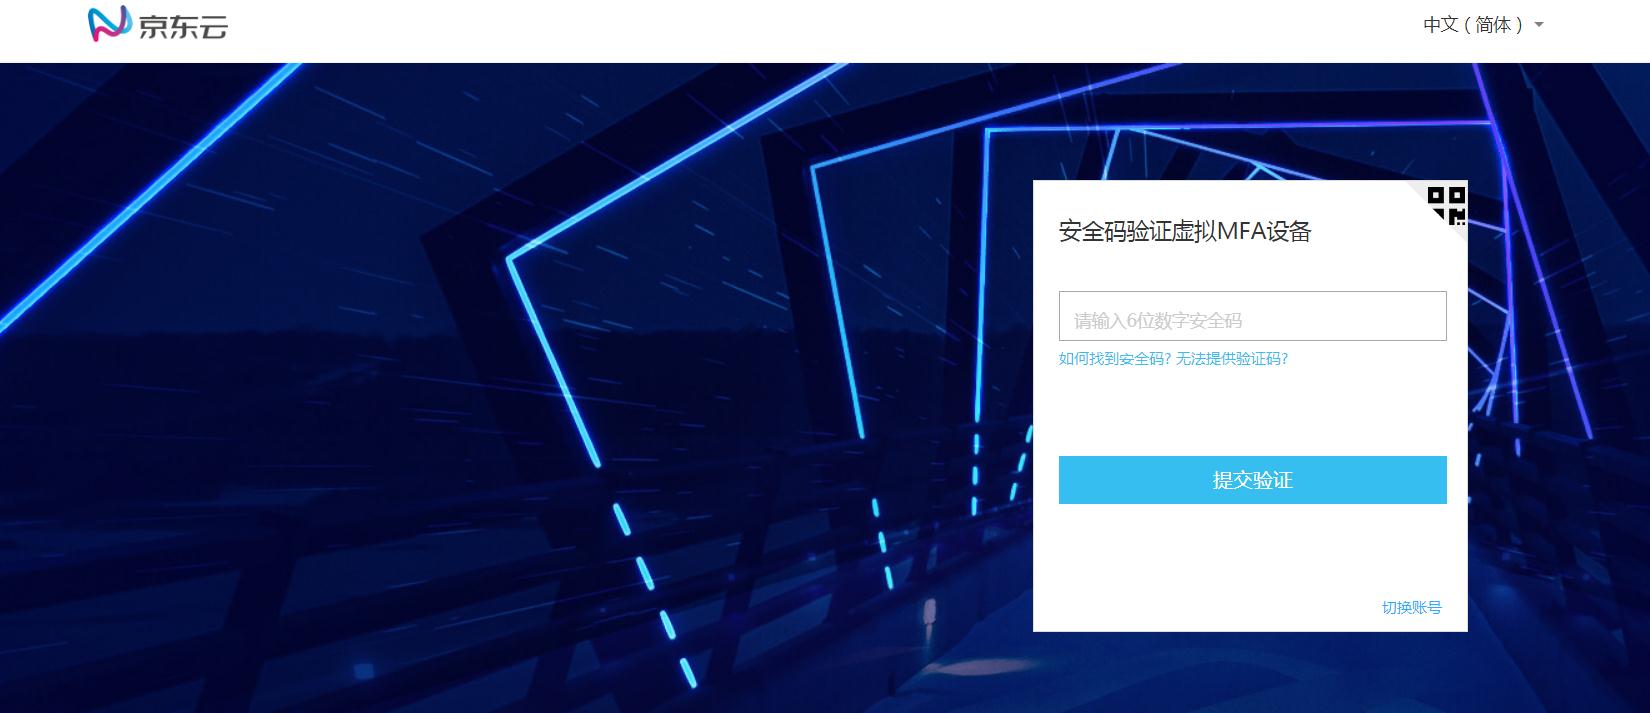 京东云
中文（简体）
安全码验证虚拟MFA设备
请输入6位数字安全码
如何找到安全码? 无法提供验证码?
提交验证
切换账号